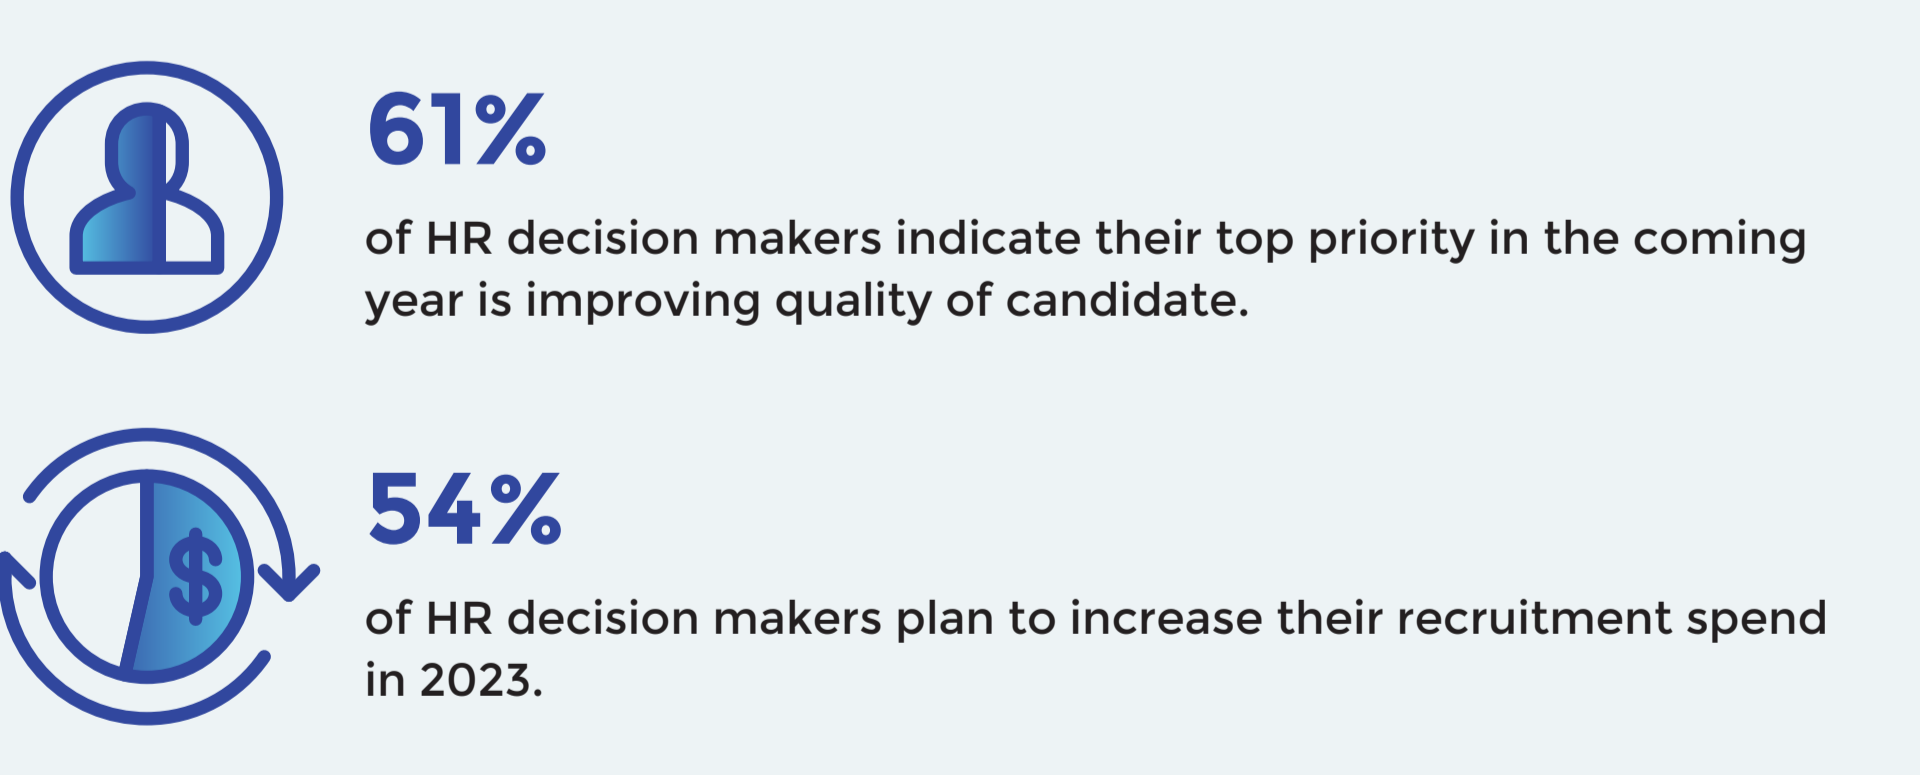 61%
of HR decision makers indicate their top priority in the coming
year is improving quality of candidate.
$
54%
of HR decision makers plan to increase their recruitment spend
in 2023.